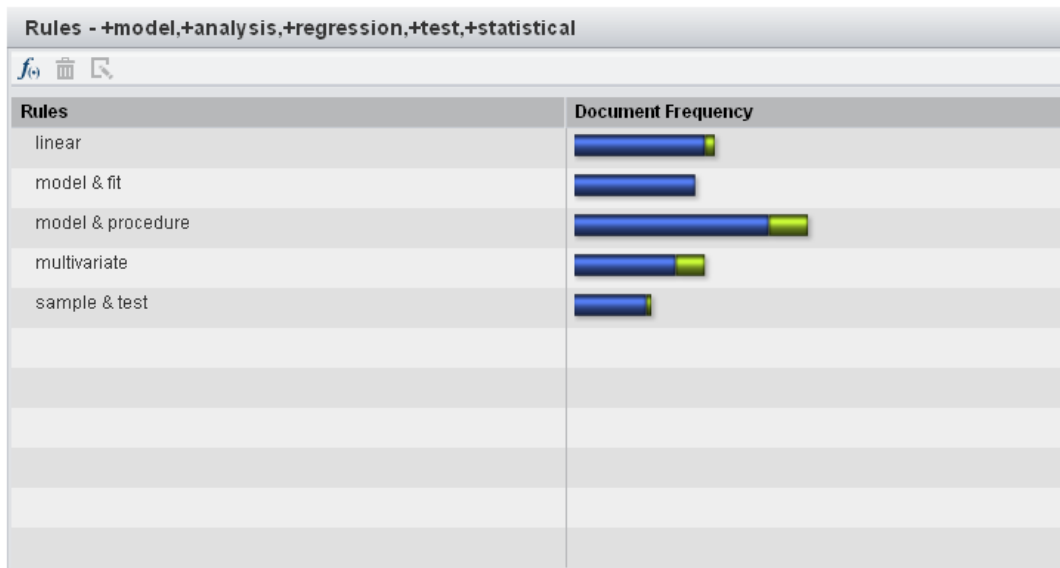 Rules - +model,+analysis,+regression,+test,+statistical
f(•)
Rules Document Frequency
linear
model & fit
model & procedure
multivariate
sample & test